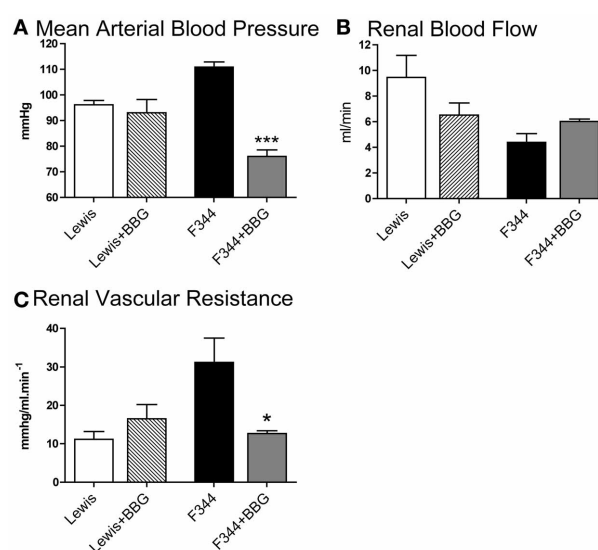 A Mean Arterial Blood Pressure
120
110
100
90
80
70
60
mmHg
***
Lewis
Lewis+BBG
F344
F344+BBG
B Renal Blood Flow
12
10
8
6
4
2
0
ml/min
Lewis
Lewis+BBG
F344
F344+BBG
C Renal Vascular Resistance
40
30
20
10
0
mmhg/ml.min⁻¹
*
Lewis
Lewis+BBG
F344
F344+BBG